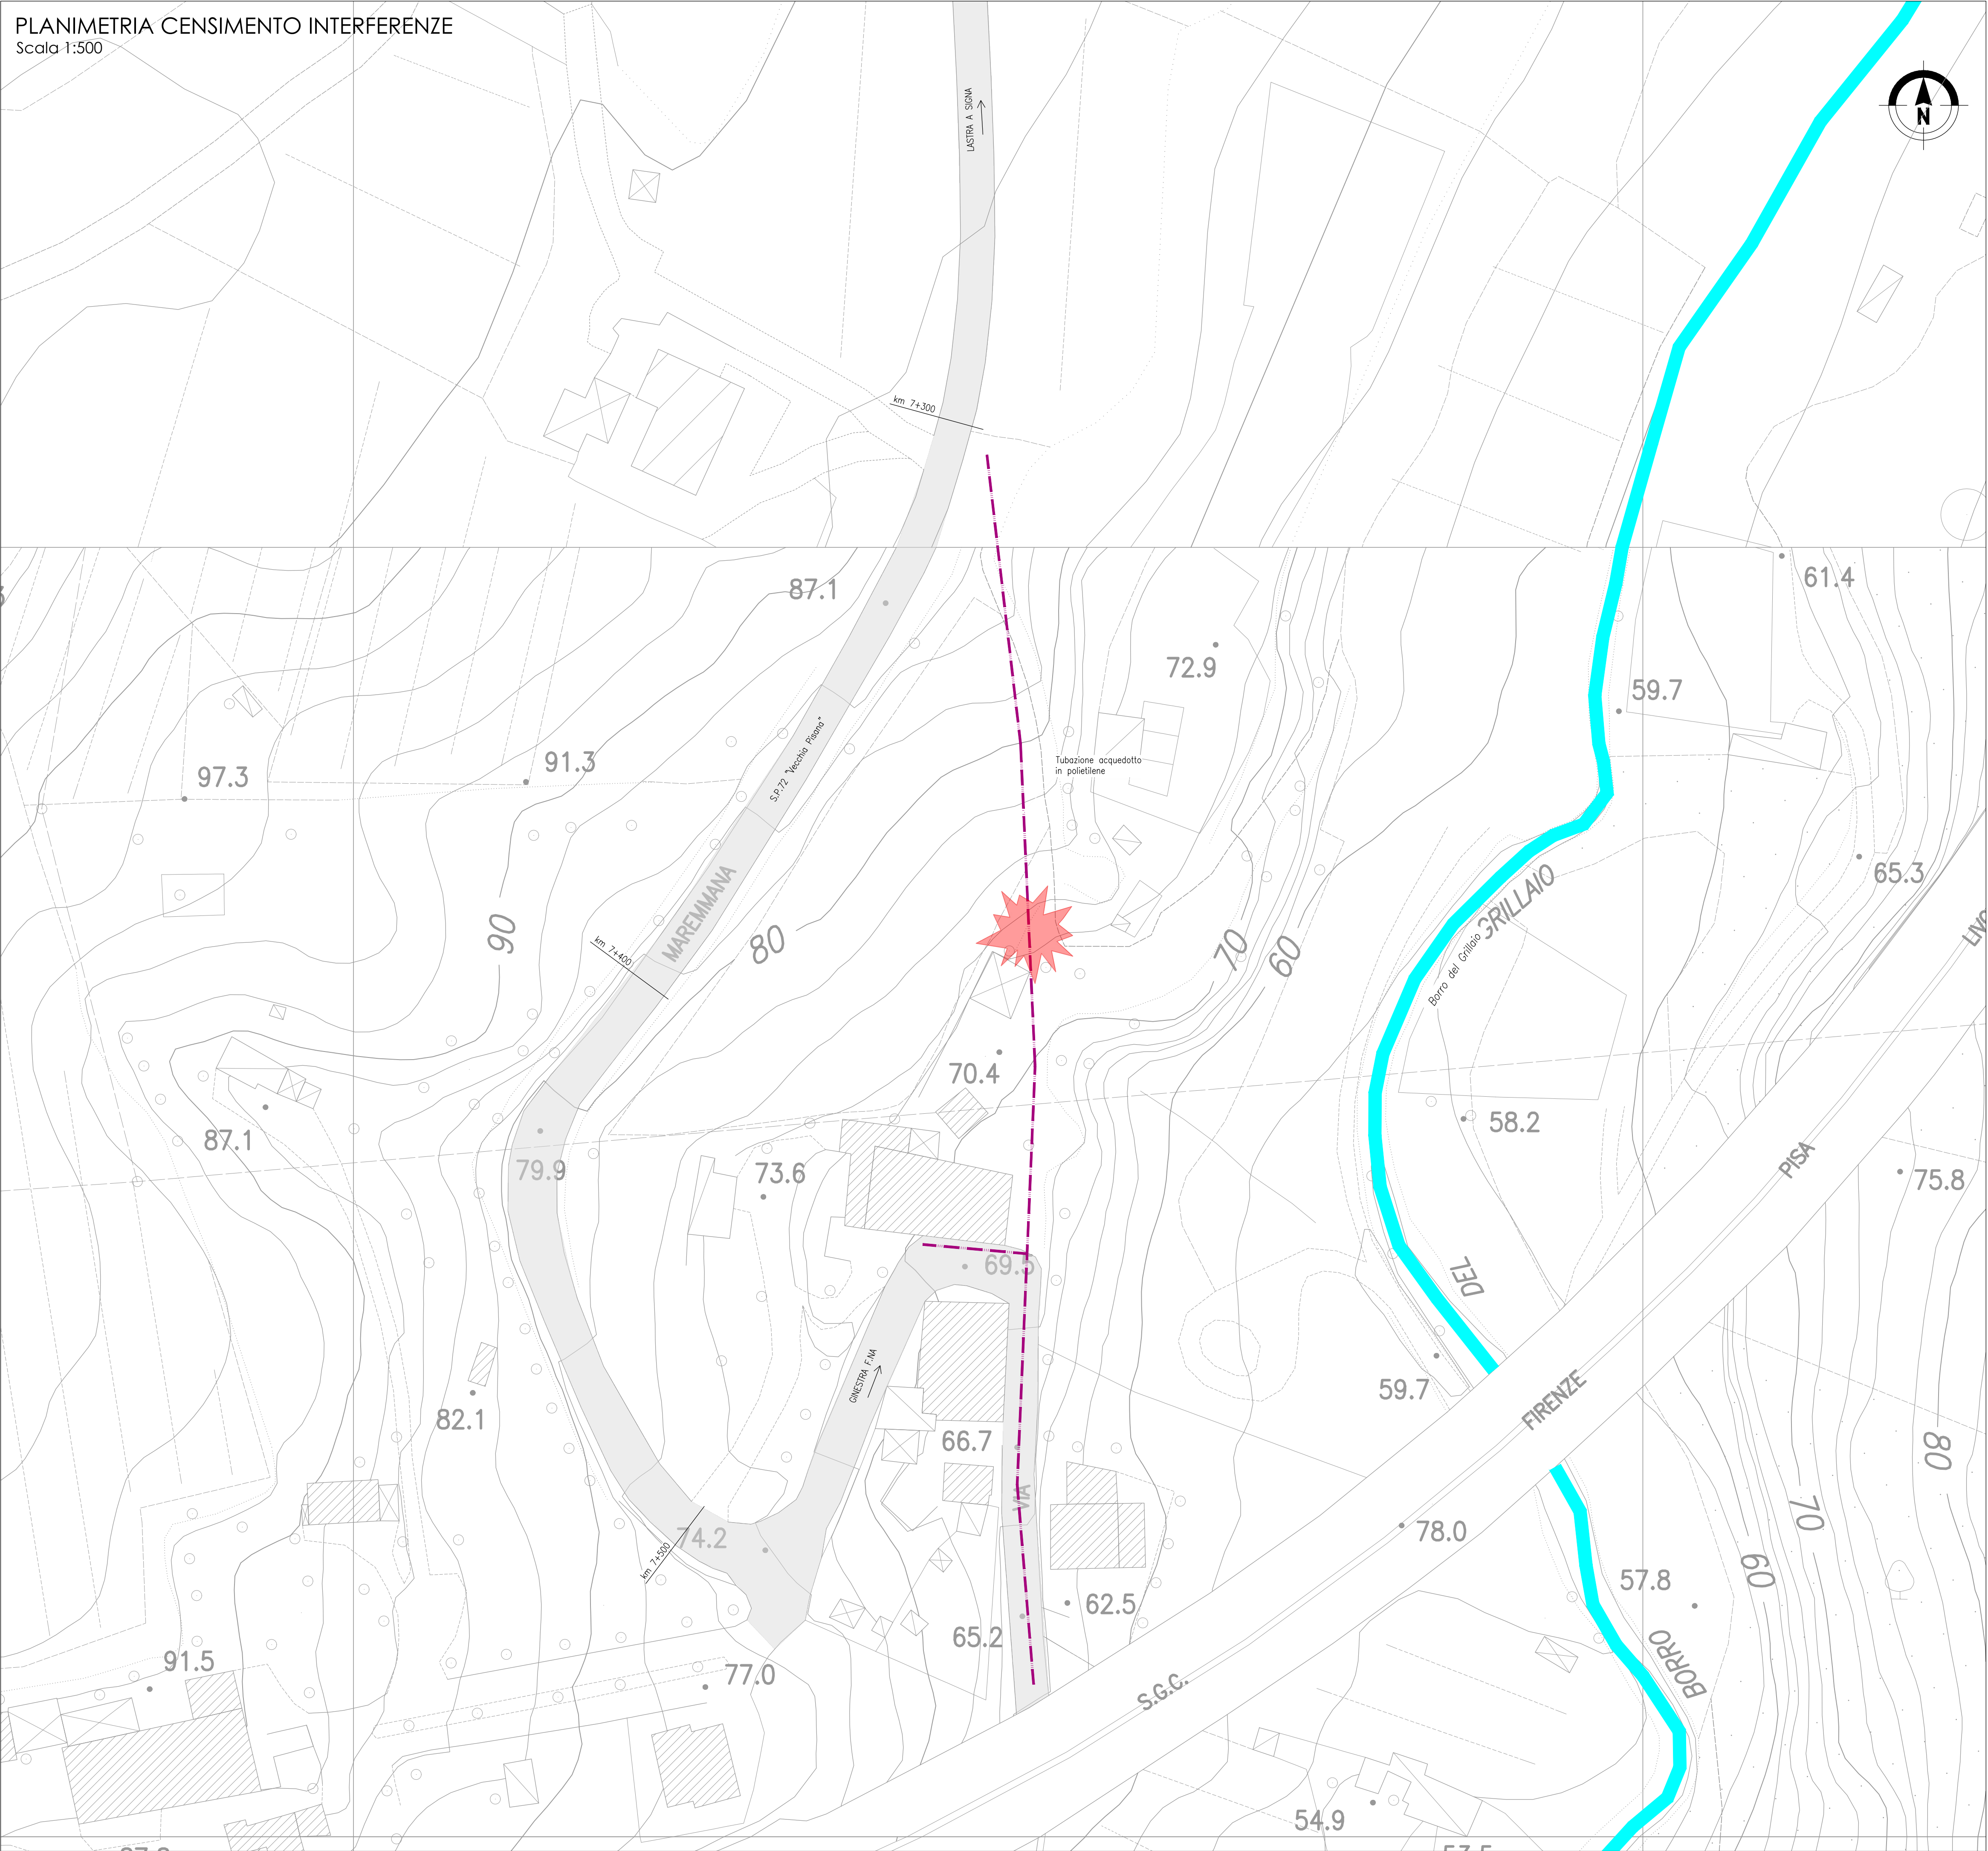 PLANIMETRIA CENSIMENTO INTERFERENZE
Scala 1:500
N
LASTRA A SIGNA
km 7+300
87.1
61.4
72.9
59.7
S.P.72 "Vecchia Pisana"
Tubazione acquedotto
in polietilene
97.3
91.3
65.3
MAREMMANA
GRILLAIO
90
80
70
60
km 7+400
Borro del Grillaio
70.4
87.1
58.2
79.9
73.6
PISA
75.8
69.5
DEL
GINESTRA F.NA
59.7
FIRENZE
82.1
66.7
80
VIA
70
74.2
km 7+500
78.0
60
57.8
62.5
65.2
BORRO
91.5
77.0
S.G.C.
54.9